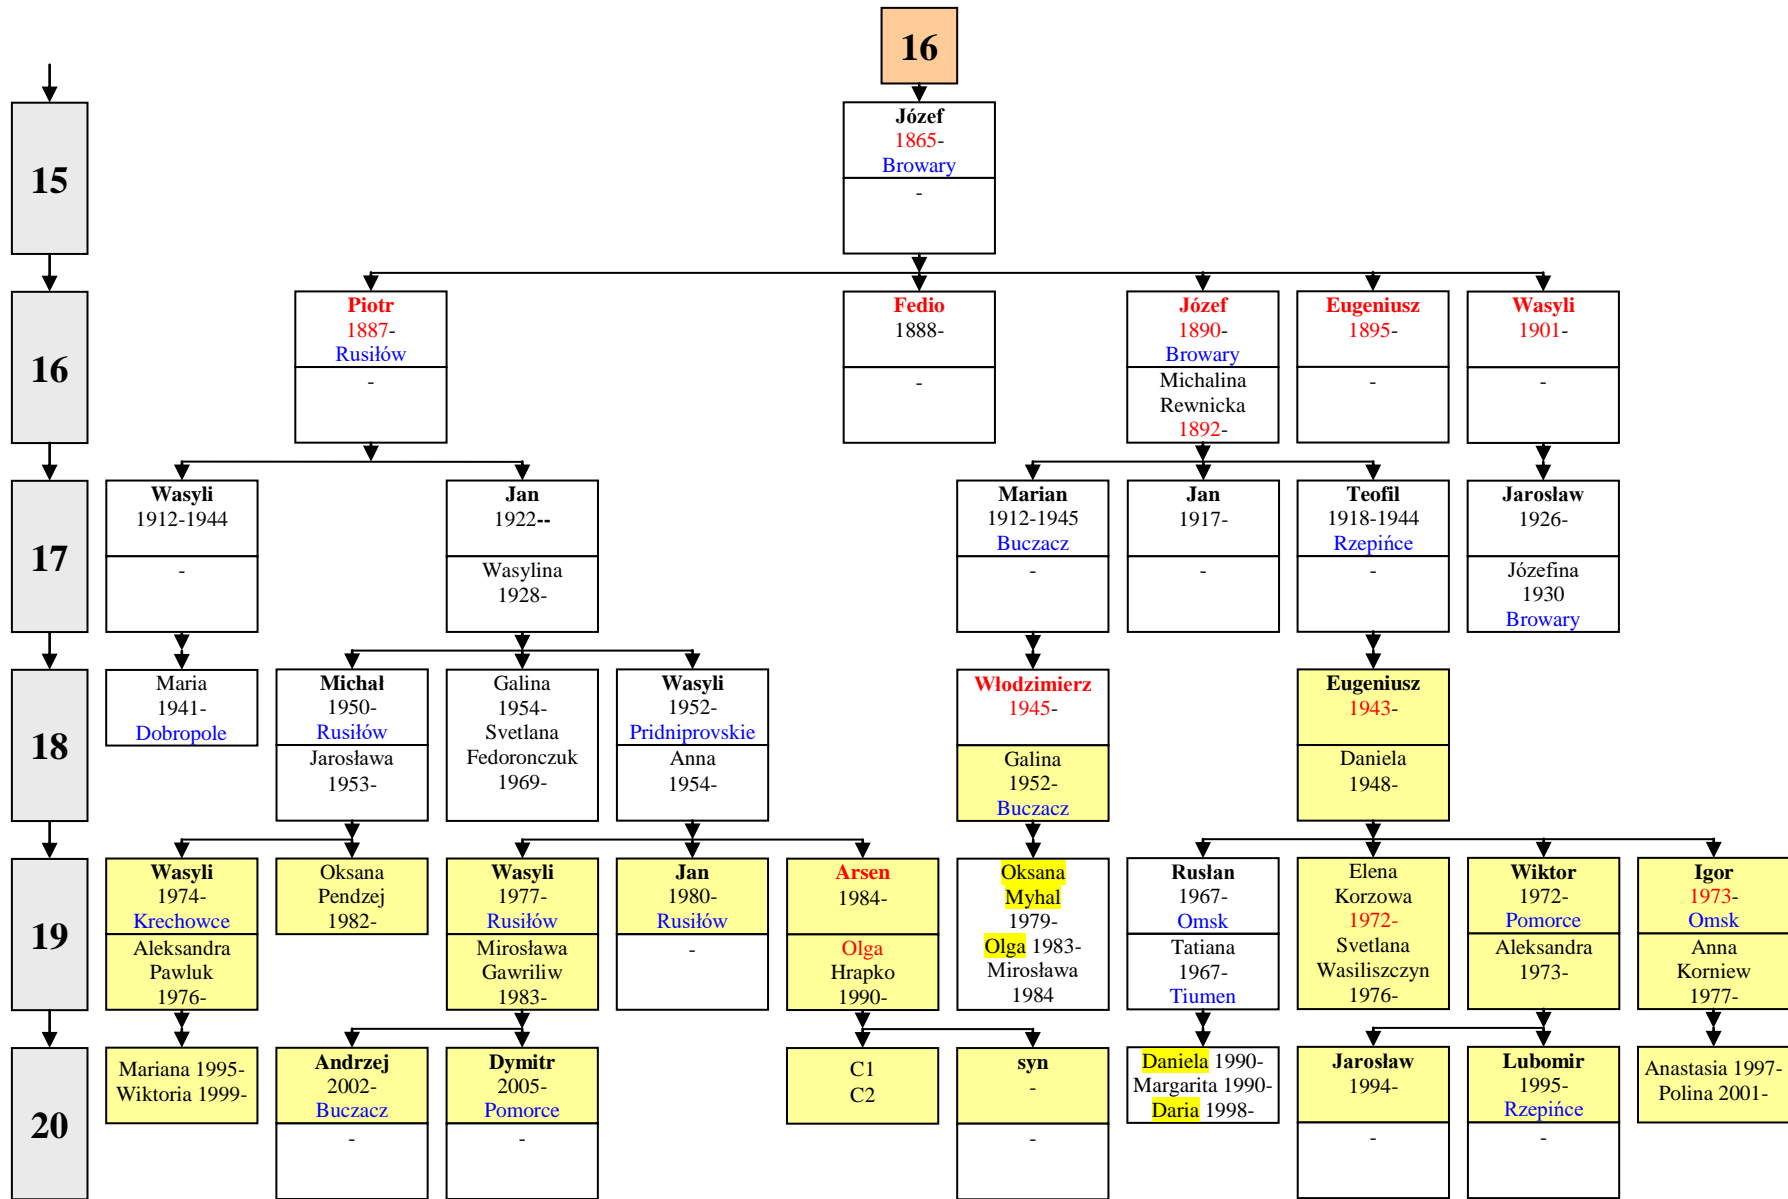 16
15
Józef
1865-
Browary
-
16
Piotr
1887-
Rusiłów
-
Fedio
1888-
-
Józef
1890-
Browary
Michalina
Rewnicka
1892-
Eugeniusz
1895-
-
Wasyli
1901-
-
17
Wasyli
1912-1944
-
Jan
1922--
Wasylina
1928-
Marian
1912-1945
Buczacz
-
Jan
1917-
-
Teofil
1918-1944
Rzepińce
-
Jarosław
1926-
Józefina
1930
Browary
18
Maria
1941-
Dobropole
Michał
1950-
Rusiłów
Jarosława
1953-
Galina
1954-
Svetlana
Fedoronczuk
1969-
Wasyli
1952-
Pridniprovskie
Anna
1954-
Włodzimierz
1945-
Galina
1952-
Buczacz
Eugeniusz
1943-
Daniela
1948-
19
Wasyli
1974-
Krechowce
Aleksandra
Pawluk
1976-
Oksana
Pendzej
1982-
Wasyli
1977-
Rusiłów
Mirosława
Gawriliw
1983-
Jan
1980-
Rusiłów
-
Arsen
1984-
Olga
Hrapko
1990-
Oksana
Myhal
1979-
Olga 1983-
Mirosława
1984
Rusłan
1967-
Omsk
Tatiana
1967-
Tiumen
Elena
Korzowa
1972-
Svetlana
Wasiliszczyn
1976-
Wiktor
1972-
Pomorce
Aleksandra
1973-
Igor
1973-
Omsk
Anna
Korniew
1977-
20
Mariana 1995-
Wiktoria 1999-
Andrzej
2002-
Buczacz
-
Dymitr
2005-
Pomorce
-
C1
C2
syn
-
-
Daniela 1990-
Margarita 1990-
Daria 1998-
Jarosław
1994-
-
Lubomir
1995-
Rzepińce
-
Anastasia 1997-
Polina 2001-